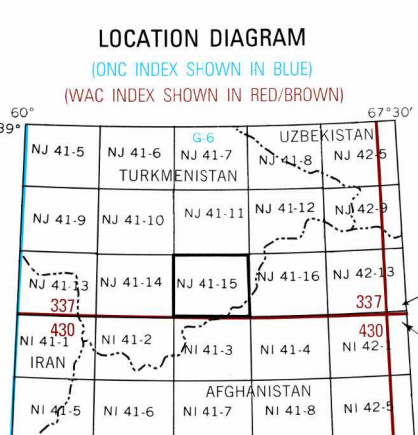 LOCATION DIAGRAM
(ONC INDEX SHOWN IN BLUE)
(WAC INDEX SHOWN IN RED/BROWN)
60° 67°30'
39°
G-6 UZBEKISTAN
NJ 41-5 NJ 41-6 NJ 41-7 NJ 41-8 NJ 42-5
TURKMENISTAN
NJ 41-9 NJ 41-10 NJ 41-11 NJ 41-12 NJ 42-9
NJ 41-13 NJ 41-14 NJ 41-15 NJ 41-16 NJ 42-13
337 337
430 430
NI 41-1 NI 41-2 NI 41-3 NI 41-4 NI 42-1
IRAN
AFGHANISTAN
NI 41-5 NI 41-6 NI 41-7 NI 41-8 NI 42-5